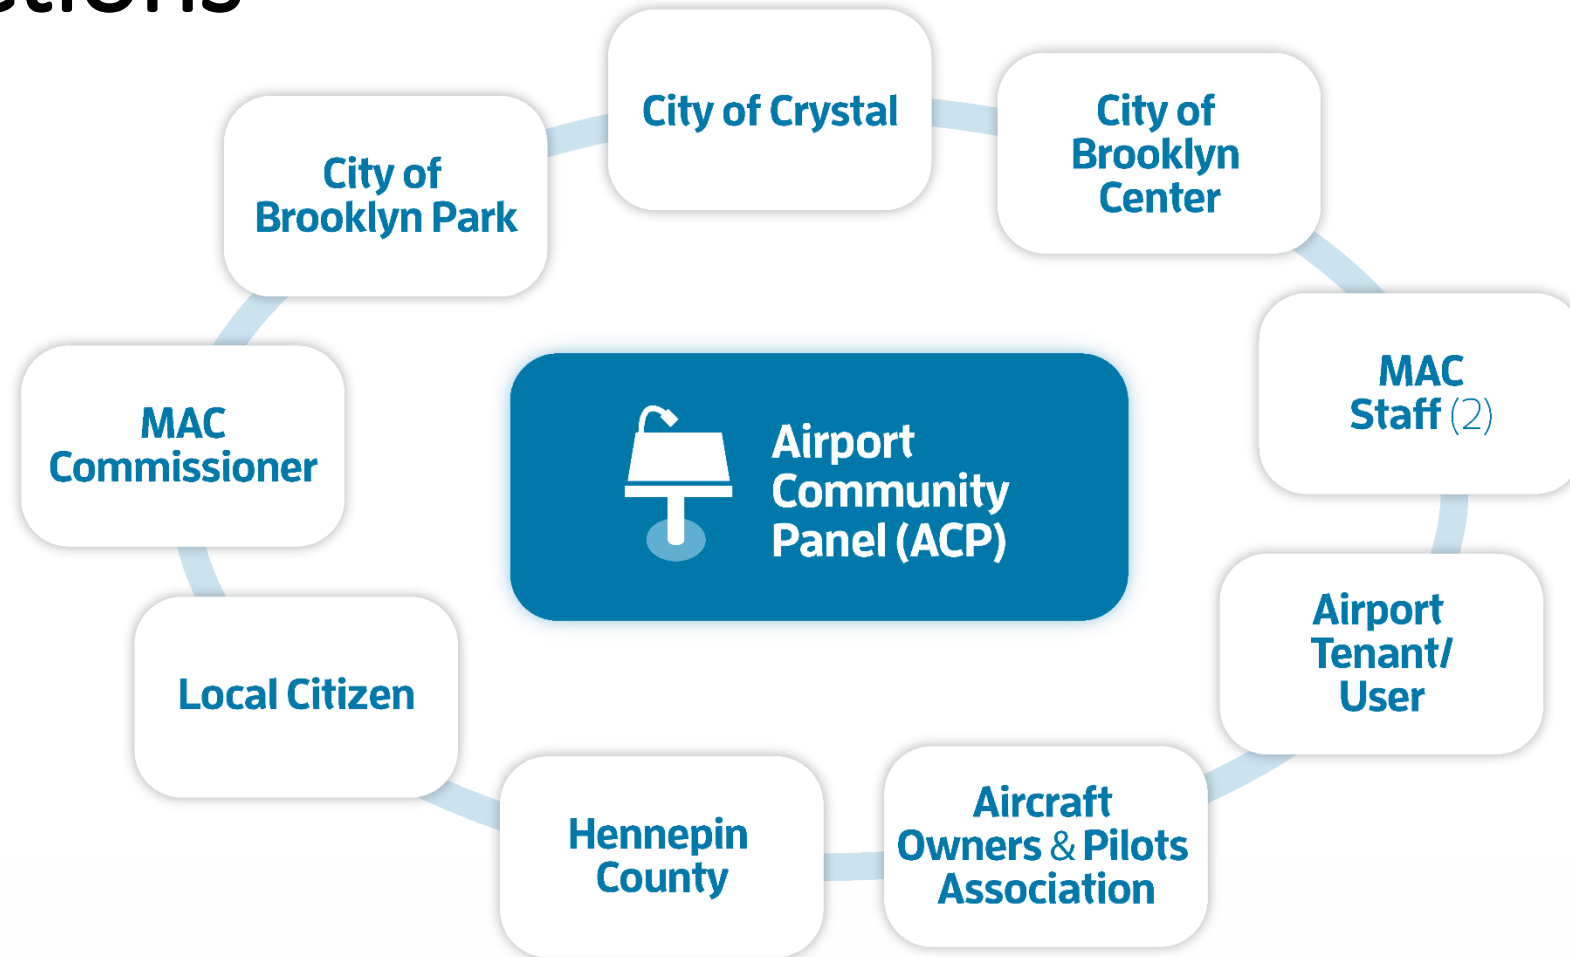 City of Crystal
City of
Brooklyn
Center
City of
Brooklyn Park
MAC
Staff (2)
MAC
Commissioner
Airport
Community
Panel (ACP)
Airport
Tenant/
User
Local Citizen
Hennepin
County
Aircraft
Owners & Pilots
Association